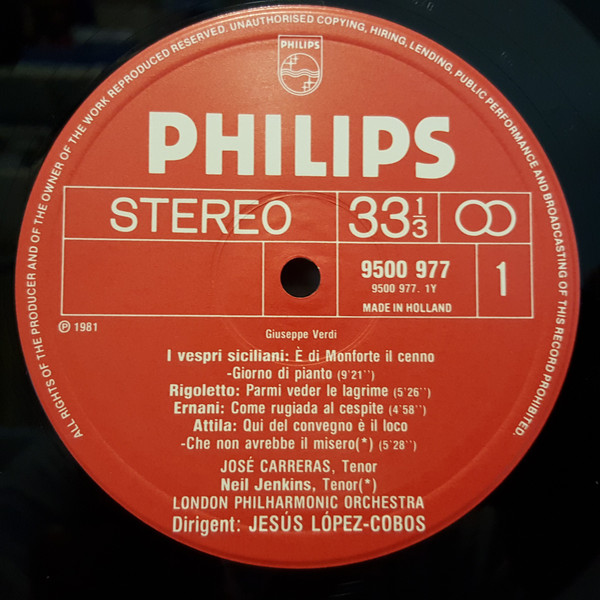 ALL RIGHTS OF THE PRODUCER AND OF THE OWNER OF THE WORK REPRODUCED RESERVED. UNAUTHORISED COPYING, HIRING, LENDING, PUBLIC PERFORMANCE AND BROADCASTING OF THIS RECORD PROHIBITED.
PHILIPS
PHILIPS
STEREO 33 1/3
9500 977 1
9500 977. 1Y
MADE IN HOLLAND
℗ 1981
Giuseppe Verdi
I vespri siciliani: È di Monforte il cenno
-Giorno di pianto (9'21'')
Rigoletto: Parmi veder le lagrime (5'26'')
Ernani: Come rugiada al cespite (4'58'')
Attila: Qui del convegno è il loco
-Che non avrebbe il misero(*) (5'28'')
JOSÉ CARRERAS, Tenor
Neil Jenkins, Tenor(*)
LONDON PHILHARMONIC ORCHESTRA
Dirigent: JESÚS LÓPEZ-COBOS